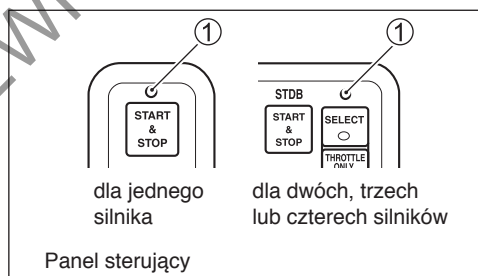 1 1
STDB
START
&
STOP
START
&
STOP
SELECT
THROTTLE
ONLY
dla jednego
silnika
dla dwóch, trzech
lub czterech silników
Panel sterujący